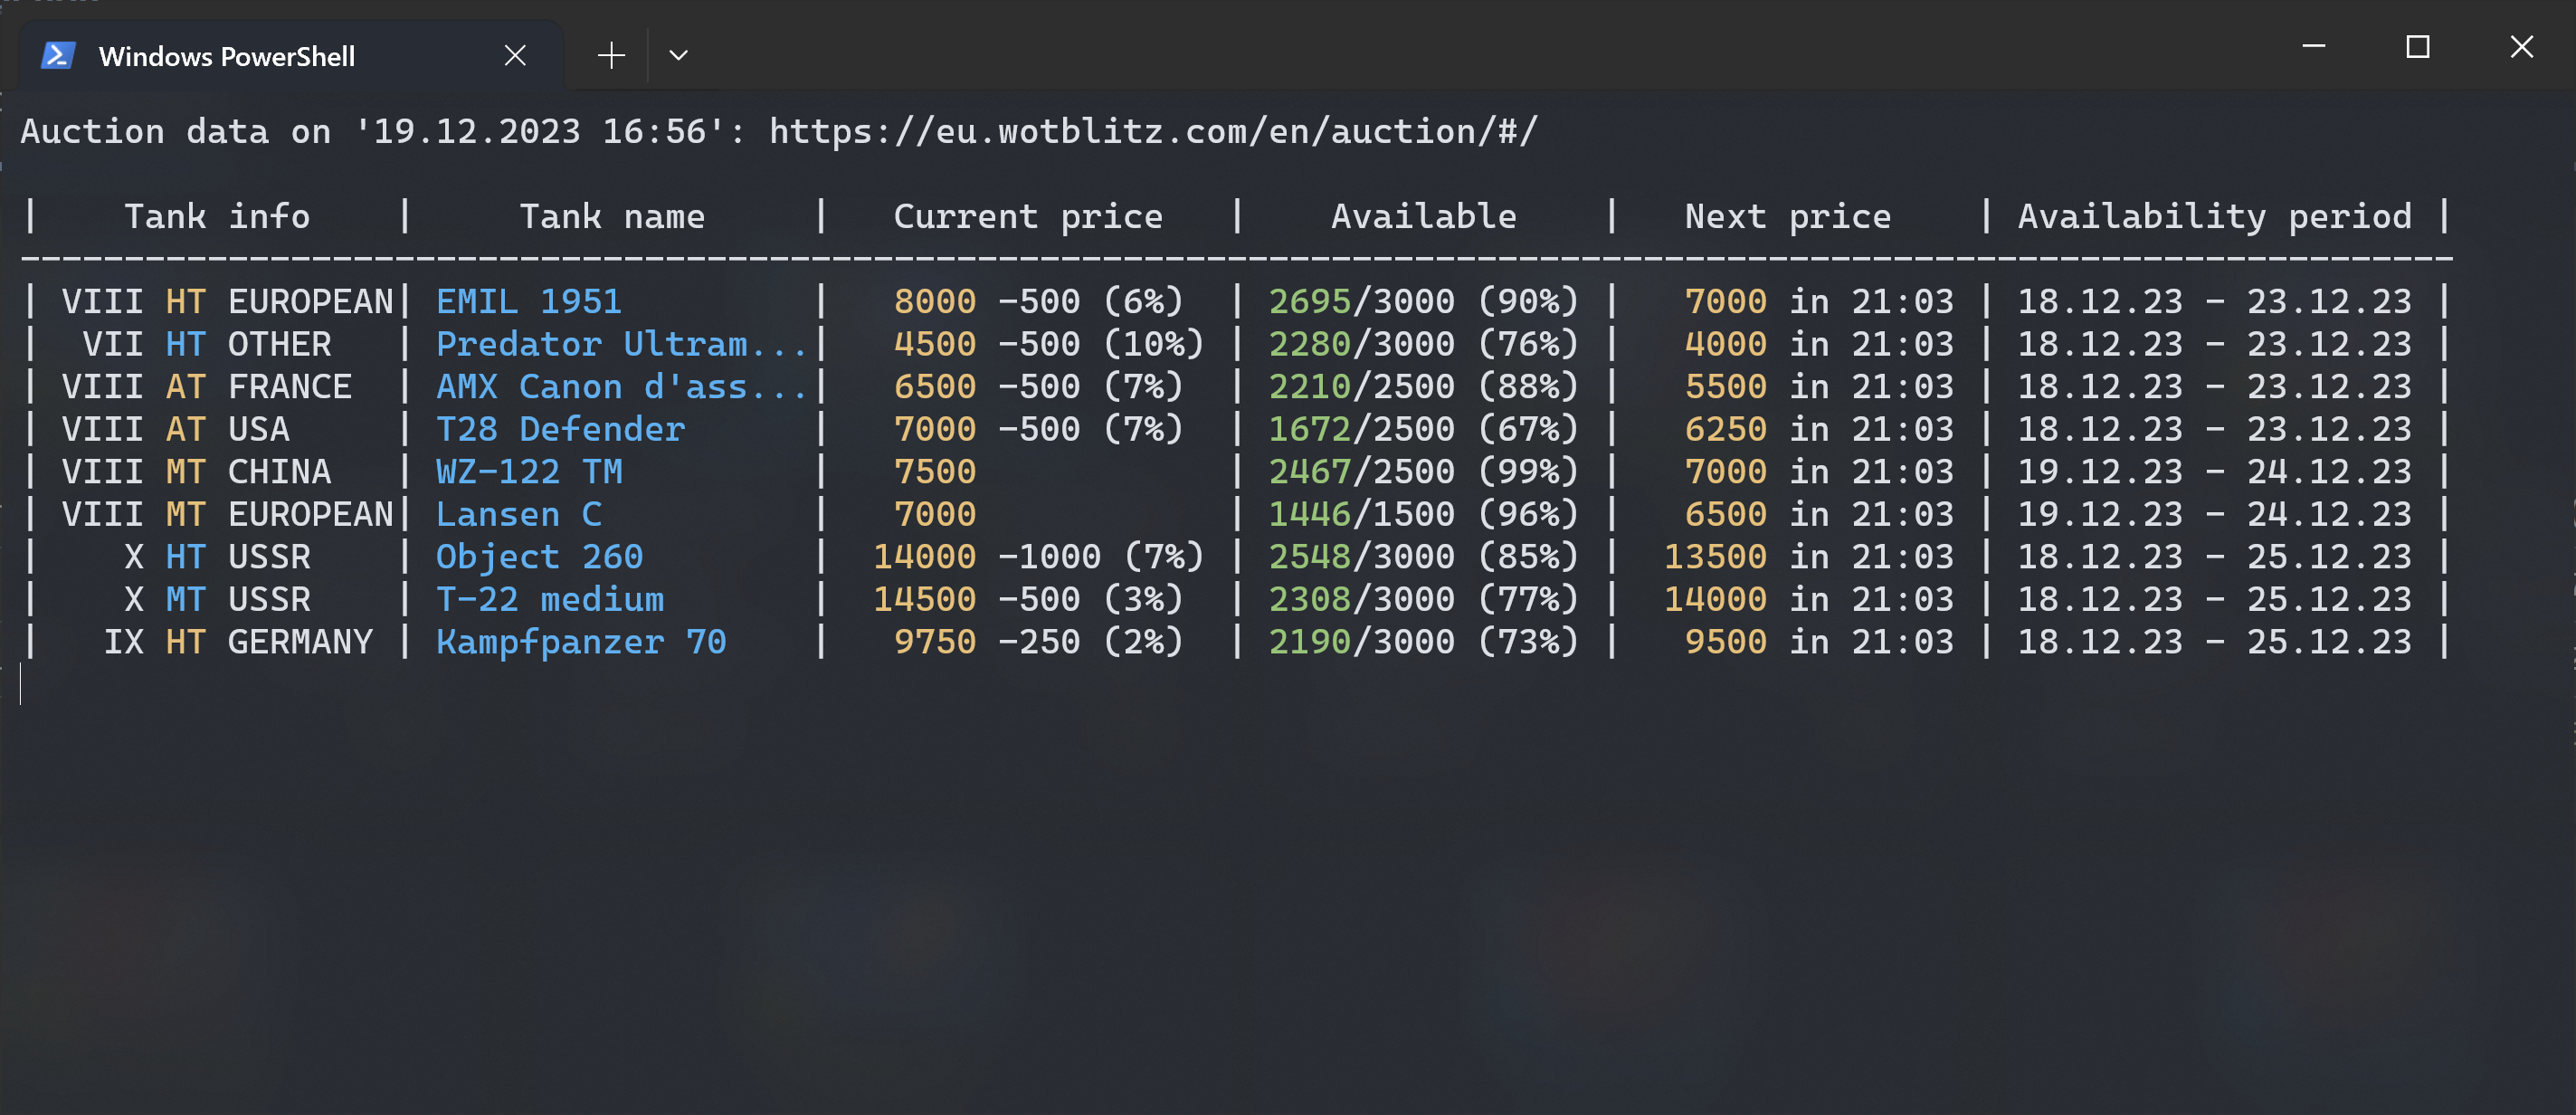 Windows PowerShell
Auction data on '19.12.2023 16:56': https://eu.wotblitz.com/en/auction/#/
| Tank info | Tank name | Current price | Available | Next price | Availability period |
---------------------------------------------------------------------------------------------------------------------
| VIII HT EUROPEAN| EMIL 1951 | 8000 -500 (6%) | 2695/3000 (90%) | 7000 in 21:03 | 18.12.23 - 23.12.23 |
| VII HT OTHER | Predator Ultram...| 4500 -500 (10%) | 2280/3000 (76%) | 4000 in 21:03 | 18.12.23 - 23.12.23 |
| VIII AT FRANCE | AMX Canon d'ass...| 6500 -500 (7%) | 2210/2500 (88%) | 5500 in 21:03 | 18.12.23 - 23.12.23 |
| VIII AT USA | T28 Defender | 7000 -500 (7%) | 1672/2500 (67%) | 6250 in 21:03 | 18.12.23 - 23.12.23 |
| VIII MT CHINA | WZ-122 TM | 7500 | 2467/2500 (99%) | 7000 in 21:03 | 19.12.23 - 24.12.23 |
| VIII MT EUROPEAN| Lansen C | 7000 | 1446/1500 (96%) | 6500 in 21:03 | 19.12.23 - 24.12.23 |
| X HT USSR | Object 260 | 14000 -1000 (7%) | 2548/3000 (85%) | 13500 in 21:03 | 18.12.23 - 25.12.23 |
| X MT USSR | T-22 medium | 14500 -500 (3%) | 2308/3000 (77%) | 14000 in 21:03 | 18.12.23 - 25.12.23 |
| IX HT GERMANY | Kampfpanzer 70 | 9750 -250 (2%) | 2190/3000 (73%) | 9500 in 21:03 | 18.12.23 - 25.12.23 |